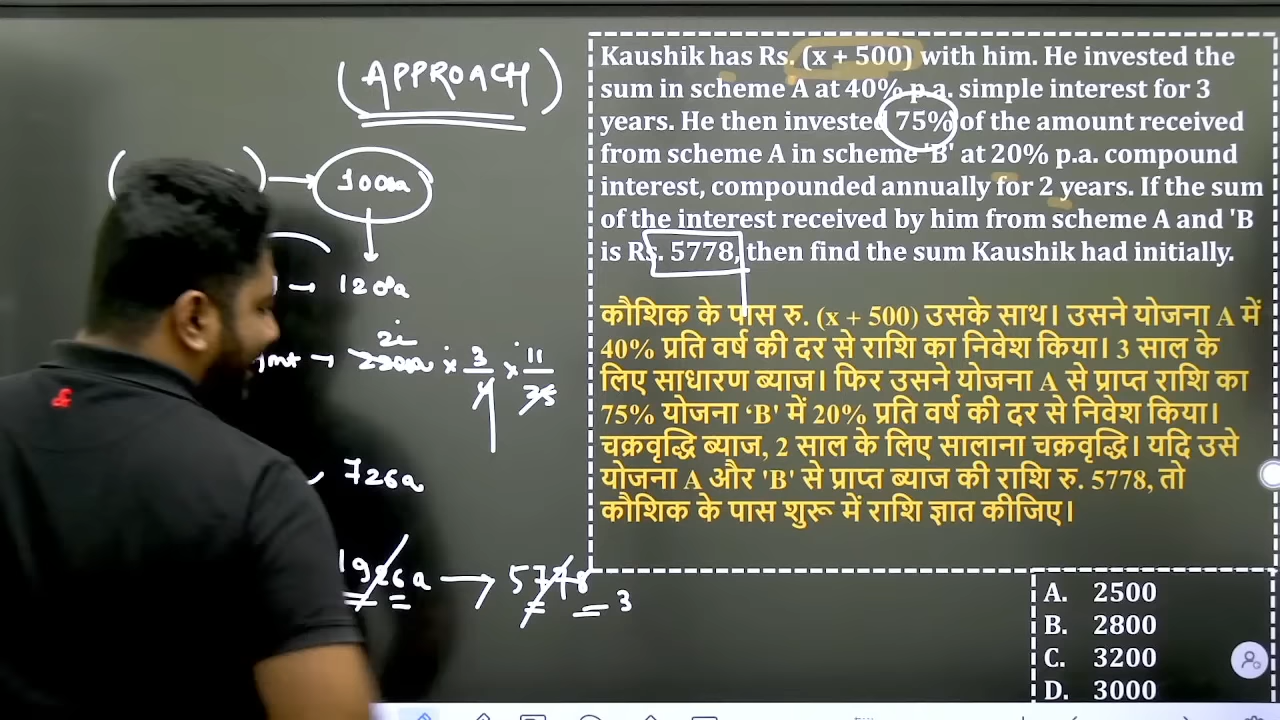 (APPROACH)
( ) → 1000a
→ 120%a
mt → 2200a 2i × 3/4 × 11/25
726a
1926a → 5778 3
Kaushik has Rs. (x + 500) with him. He invested the
sum in scheme A at 40% p.a. simple interest for 3
years. He then invested 75% of the amount received
from scheme A in scheme 'B' at 20% p.a. compound
interest, compounded annually for 2 years. If the sum
of the interest received by him from scheme A and 'B
is Rs. 5778, then find the sum Kaushik had initially.
कौशिक के पास रु. (x + 500) उसके साथ। उसने योजना A में
40% प्रति वर्ष की दर से राशि का निवेश किया। 3 साल के
लिए साधारण ब्याज। फिर उसने योजना A से प्राप्त राशि का
75% योजना ‘B' में 20% प्रति वर्ष की दर से निवेश किया।
चक्रवृद्धि ब्याज, 2 साल के लिए सालाना चक्रवृद्धि। यदि उसे
योजना A और 'B' से प्राप्त ब्याज की राशि रु. 5778, तो
कौशिक के पास शुरू में राशि ज्ञात कीजिए।
A. 2500
B. 2800
C. 3200
D. 3000